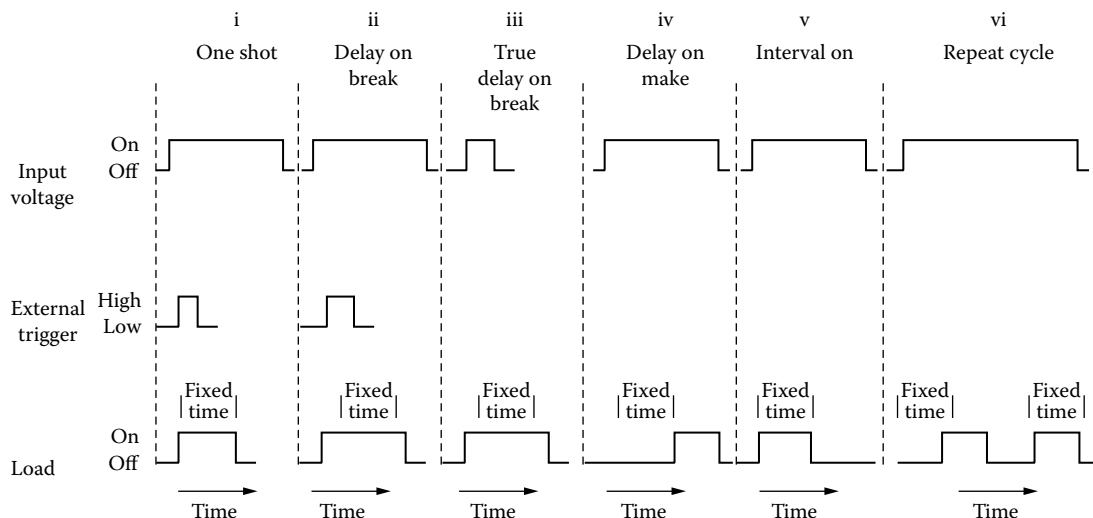 i ii iii iv v vi
One shot Delay on True Delay on Interval on Repeat cycle
break delay on make
break
On
Off
Input
voltage
High
Low
External
trigger
Fixed Fixed Fixed Fixed Fixed Fixed Fixed
time time time time time time time
On
Off
Load
Time Time Time Time Time Time